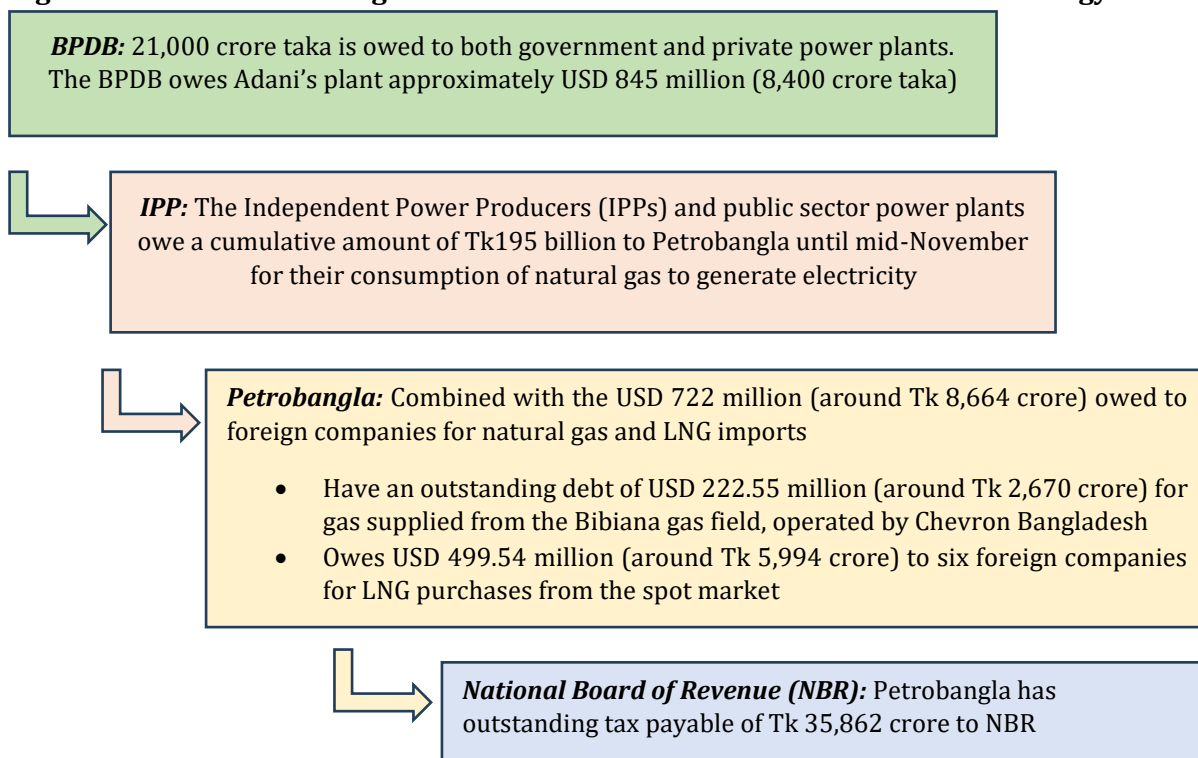 BPDB: 21,000 crore taka is owed to both government and private power plants.
The BPDB owes Adani’s plant approximately USD 845 million (8,400 crore taka)
IPP: The Independent Power Producers (IPPs) and public sector power plants
owe a cumulative amount of Tk195 billion to Petrobangla until mid-November
for their consumption of natural gas to generate electricity
Petrobangla: Combined with the USD 722 million (around Tk 8,664 crore) owed to
foreign companies for natural gas and LNG imports
• Have an outstanding debt of USD 222.55 million (around Tk 2,670 crore) for
gas supplied from the Bibiana gas field, operated by Chevron Bangladesh
• Owes USD 499.54 million (around Tk 5,994 crore) to six foreign companies
for LNG purchases from the spot market
National Board of Revenue (NBR): Petrobangla has
outstanding tax payable of Tk 35,862 crore to NBR